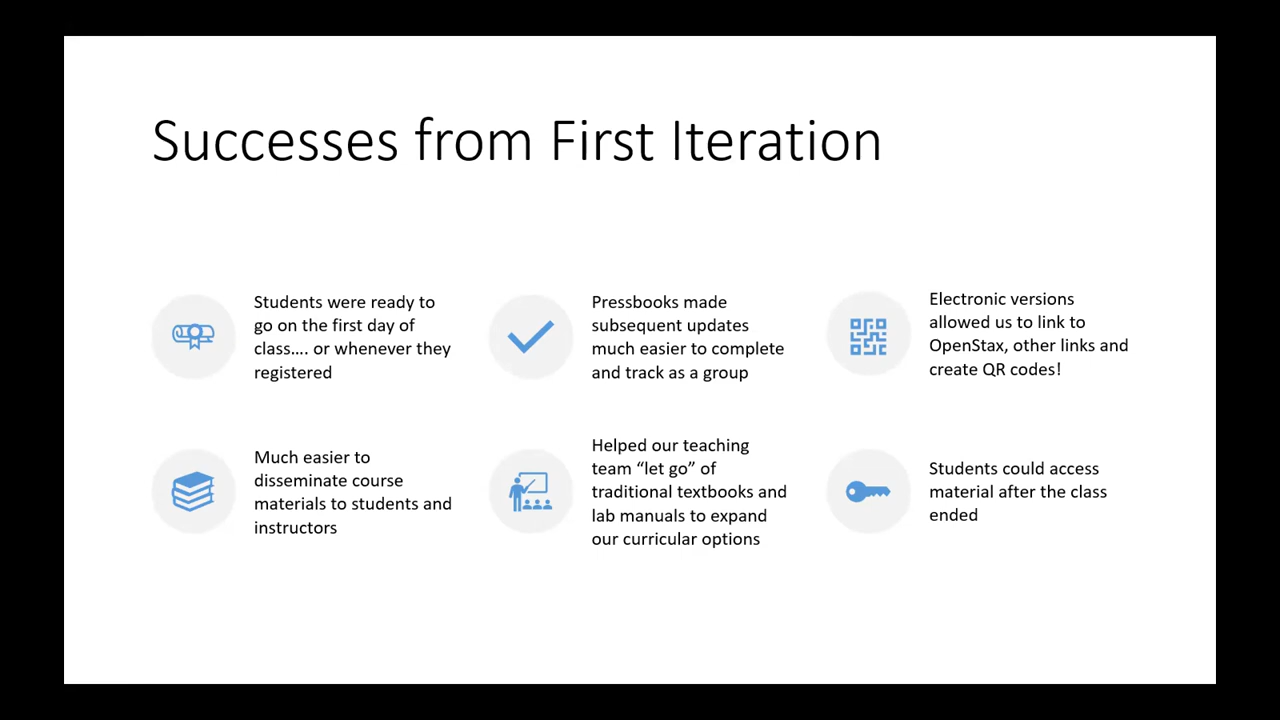 Successes from First Iteration
Students were ready to
go on the first day of
class.... or whenever they
registered
Pressbooks made
subsequent updates
much easier to complete
and track as a group
Electronic versions
allowed us to link to
OpenStax, other links and
create QR codes!
Much easier to
disseminate course
materials to students and
instructors
Helped our teaching
team “let go” of
traditional textbooks and
lab manuals to expand
our curricular options
Students could access
material after the class
ended